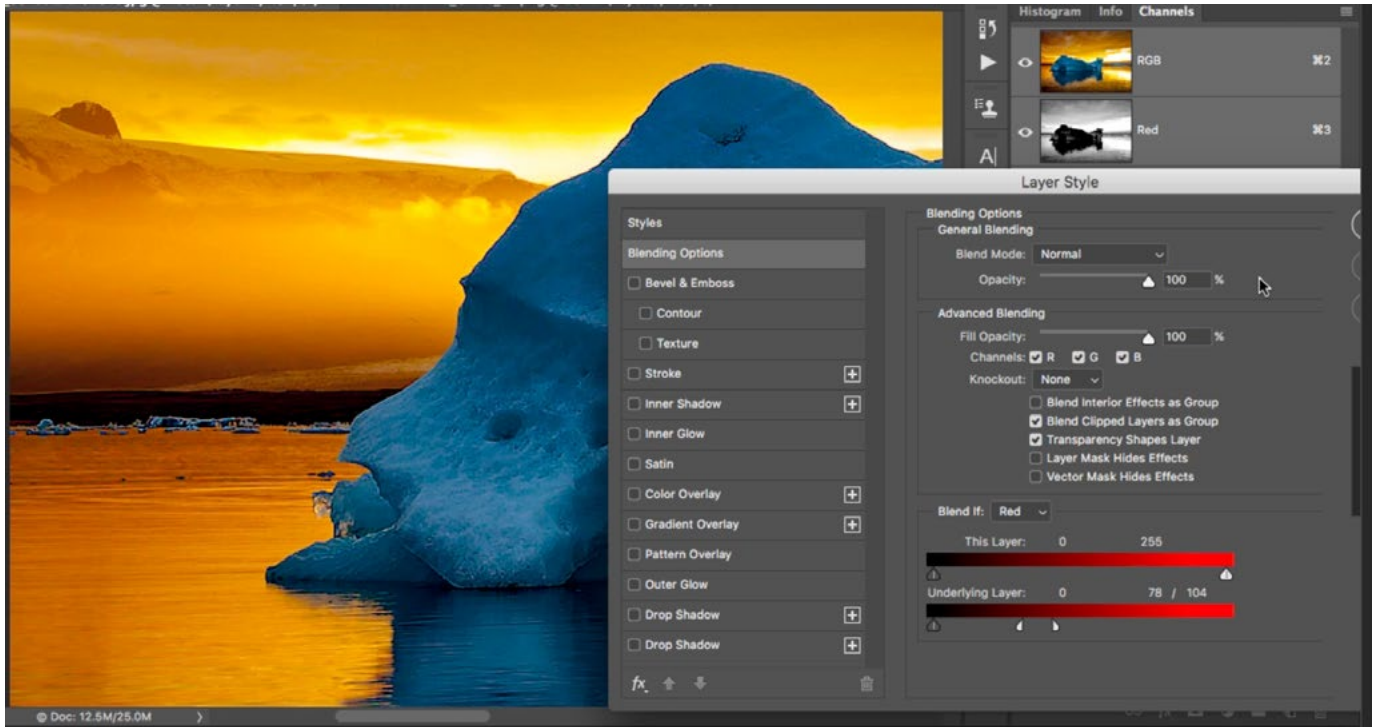 Histogram Info Channels
RGB ⌘2
Red ⌘3
A|
Layer Style
Styles
Blending Options
Bevel & Emboss
Contour
Texture
Stroke
Inner Shadow
Inner Glow
Satin
Color Overlay
Gradient Overlay
Pattern Overlay
Outer Glow
Drop Shadow
Drop Shadow
fx
Blending Options
General Blending
Blend Mode: Normal
Opacity: 100 %
Advanced Blending
Fill Opacity: 100 %
Channels: R G B
Knockout: None
Blend Interior Effects as Group
Blend Clipped Layers as Group
Transparency Shapes Layer
Layer Mask Hides Effects
Vector Mask Hides Effects
Blend If: Red
This Layer: 0 255
Underlying Layer: 0 78 / 104
Doc: 12.5M/25.0M